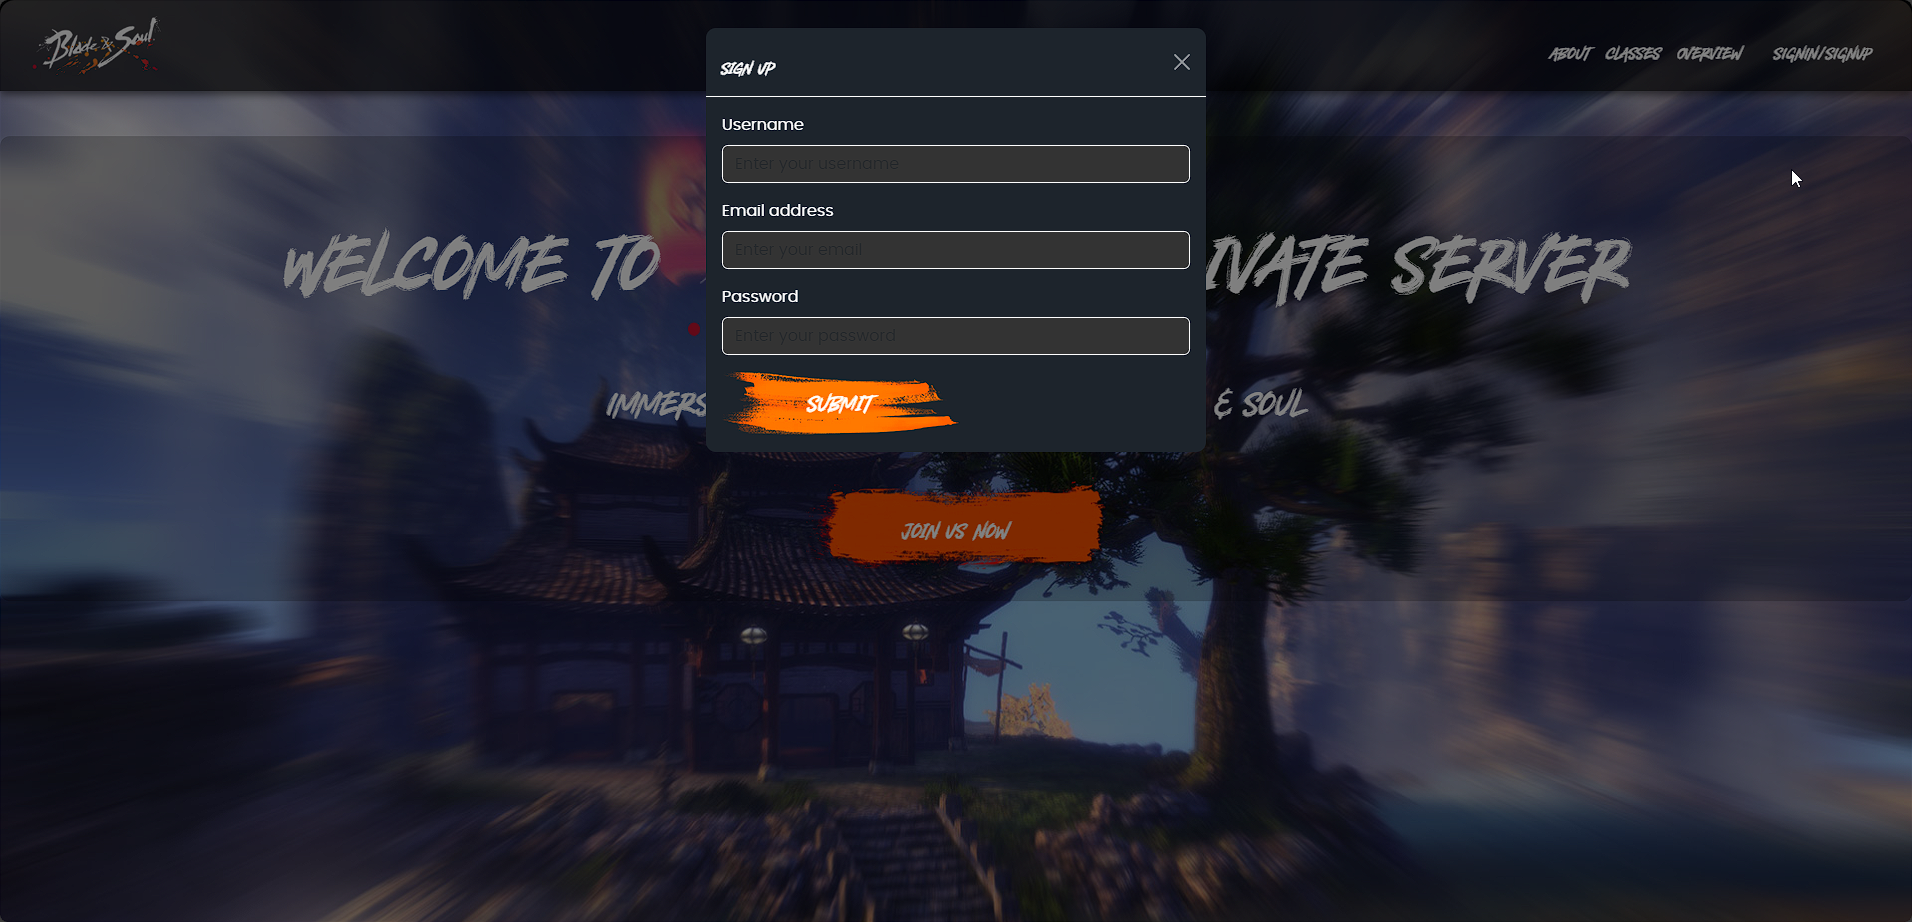 Blade & Soul
ABOUT CLASSES OVERVIEW SIGNIN/SIGNUP
SIGN UP
Username
Enter your username
Email address
Enter your email
Password
Enter your password
SUBMIT
WELCOME TO IVATE SERVER
IMMERS & SOUL
JOIN US NOW